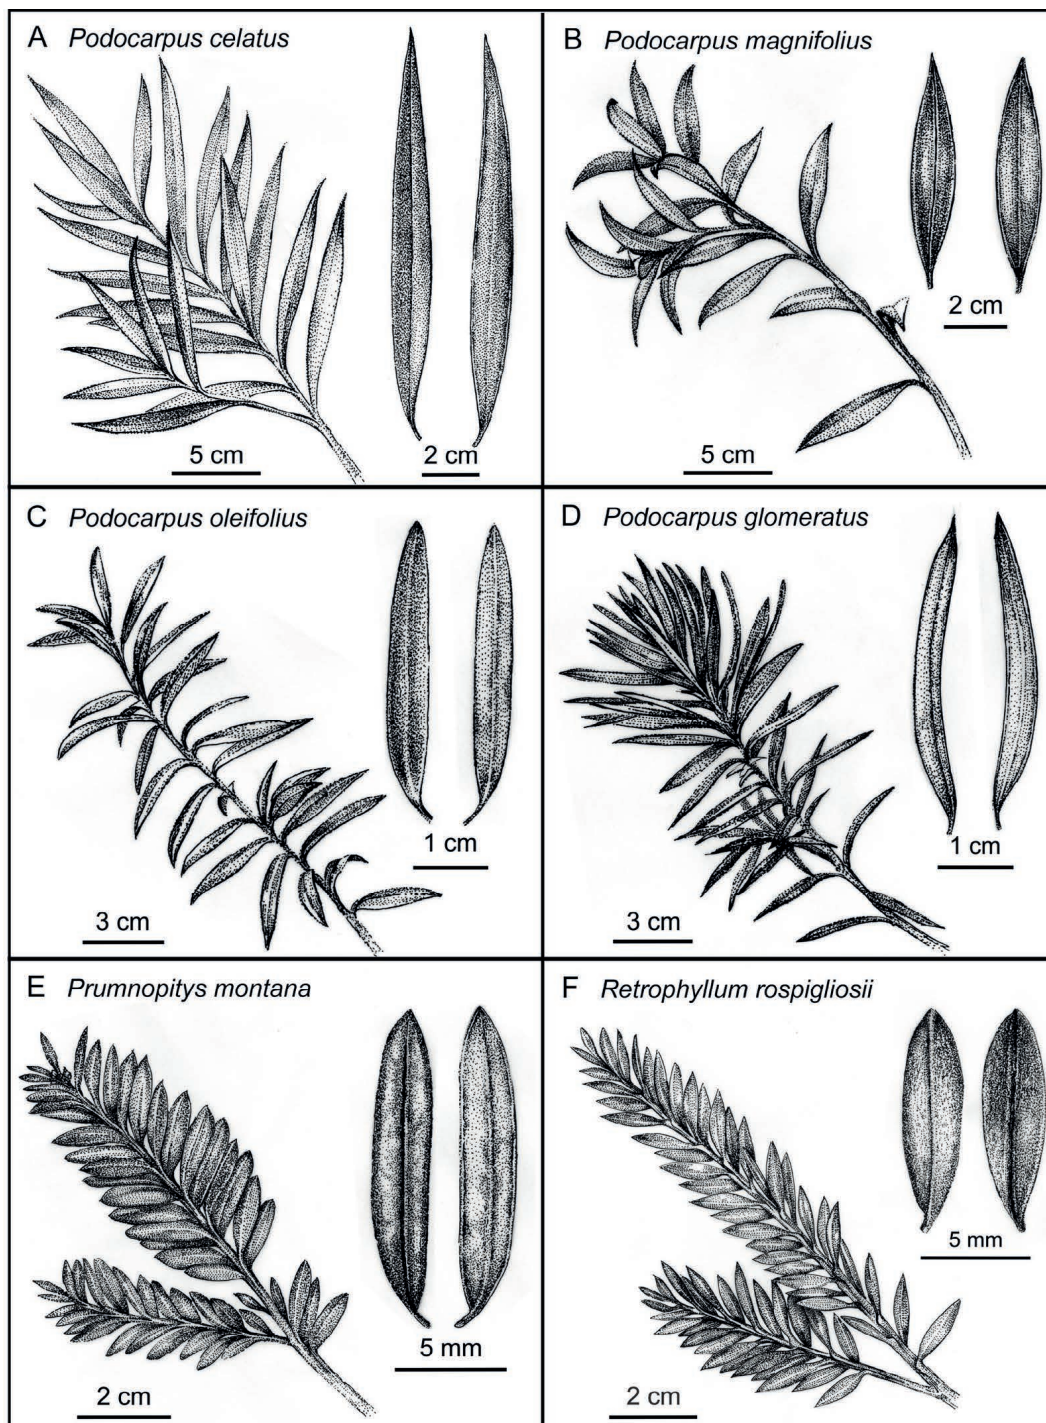 A Podocarpus celatus
5 cm
2 cm
B Podocarpus magnifolius
2 cm
5 cm
C Podocarpus oleifolius
1 cm
3 cm
D Podocarpus glomeratus
1 cm
3 cm
E Prumnopitys montana
5 mm
2 cm
F Retrophyllum rospigliosii
5 mm
2 cm